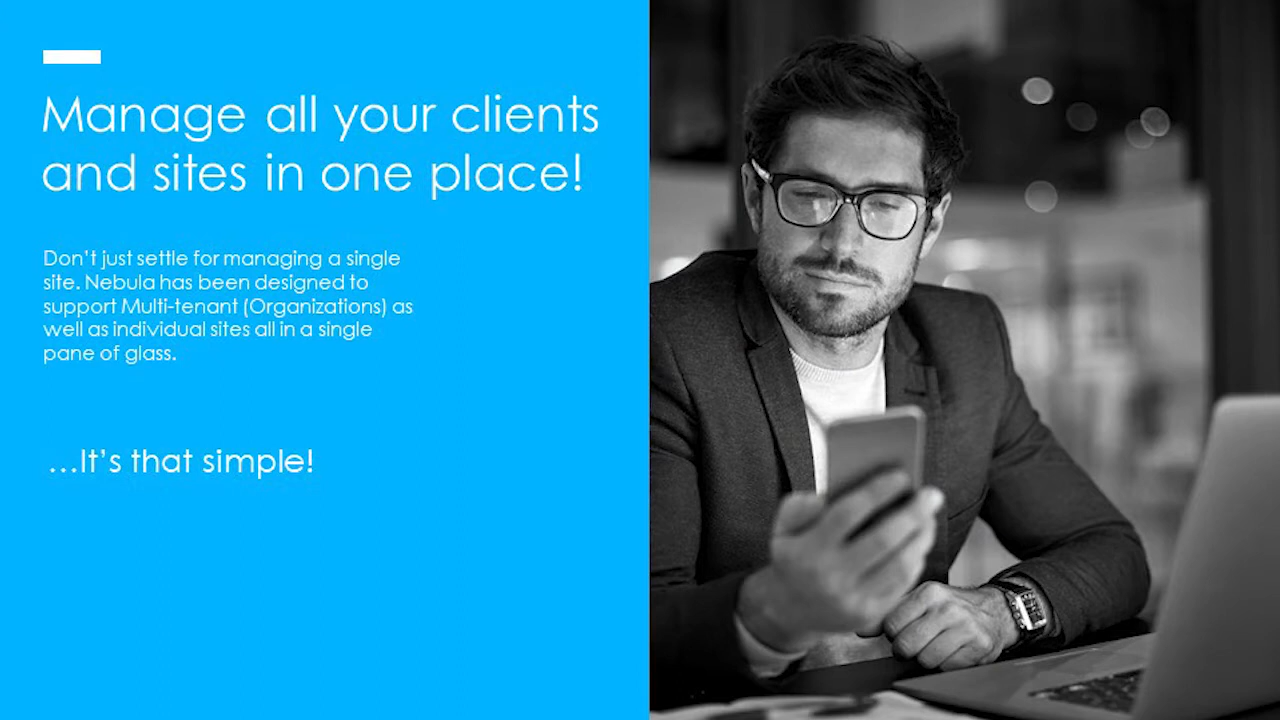 Manage all your clients
and sites in one place!
Don’t just settle for managing a single
site. Nebula has been designed to
support Multi-tenant (Organizations) as
well as individual sites all in a single
pane of glass.
...It’s that simple!